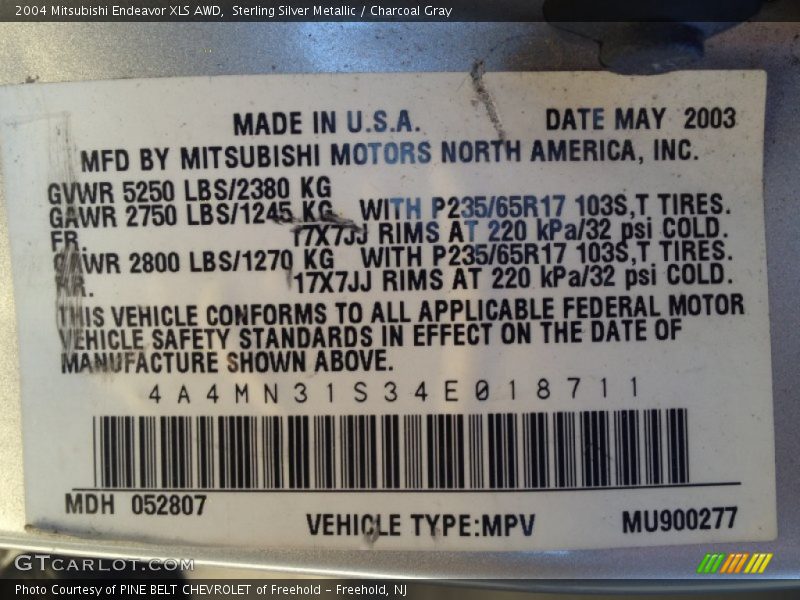 2004 Mitsubishi Endeavor XLS AWD,  Sterling Silver Metallic / Charcoal Gray
MADE IN U.S.A. DATE MAY 2003
MFD BY MITSUBISHI MOTORS NORTH AMERICA, INC.
GVWR 5250 LBS/2380 KG
GAWR 2750 LBS/1245 KG WITH P235/65R17 103S,T TIRES.
FR. 17X7JJ RIMS AT 220 kPa/32 psi COLD.
GAWR 2800 LBS/1270 KG WITH P235/65R17 103S,T TIRES.
RR. 17X7JJ RIMS AT 220 kPa/32 psi COLD.
THIS VEHICLE CONFORMS TO ALL APPLICABLE FEDERAL MOTOR
VEHICLE SAFETY STANDARDS IN EFFECT ON THE DATE OF
MANUFACTURE SHOWN ABOVE.
4A4MN31S34E018711
MDH 052807
VEHICLE TYPE:MPV MU900277
GTCARLOT.COM
Photo Courtesy of PINE BELT CHEVROLET of Freehold - Freehold, NJ